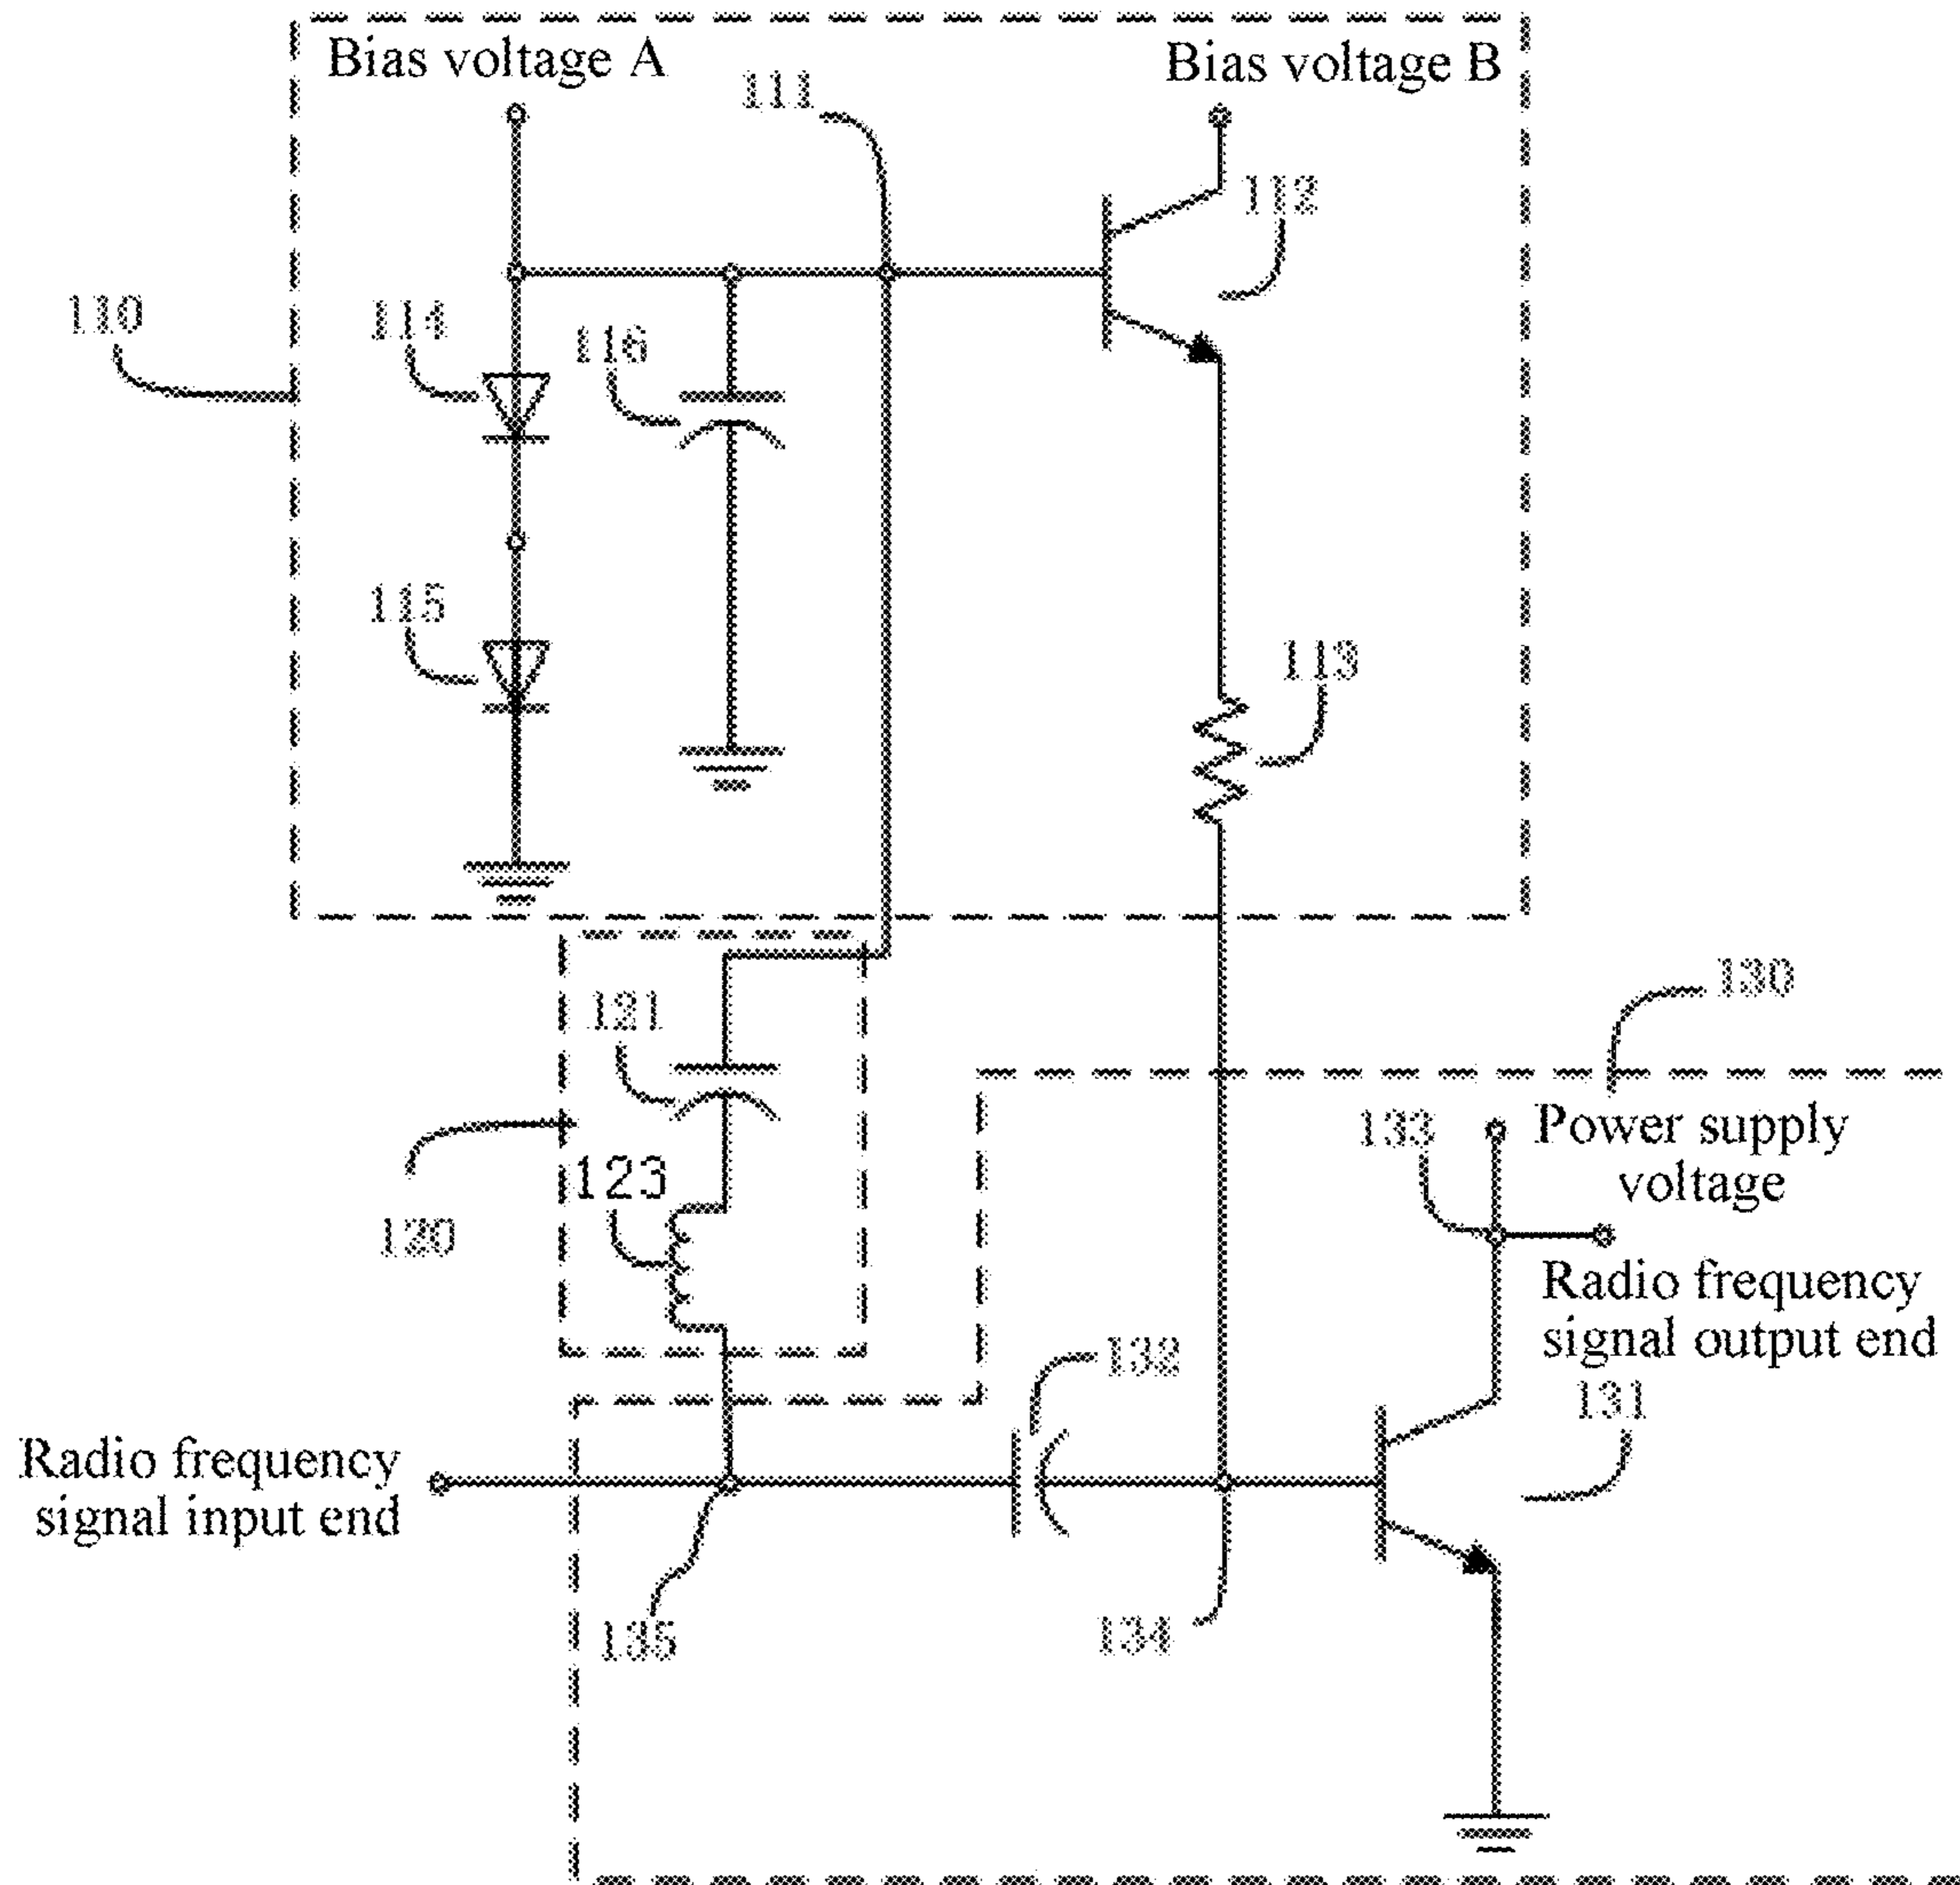 Bias voltage A
Bias voltage B
111
112
110
114
116
115
113
130
121
133
Power supply
voltage
123
120
Radio frequency
signal output end
132
131
Radio frequency
signal input end
135
134